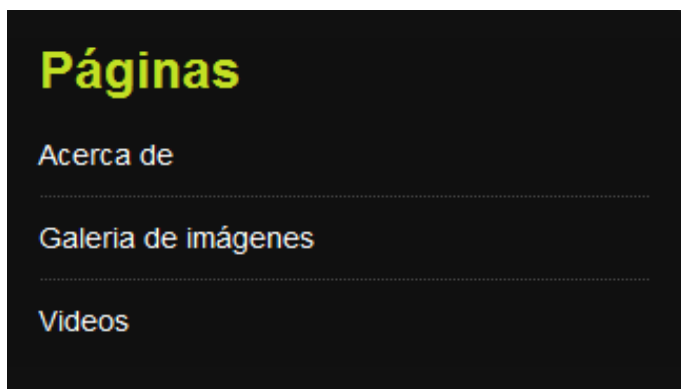 Páginas
Acerca de
Galeria de imágenes
Videos